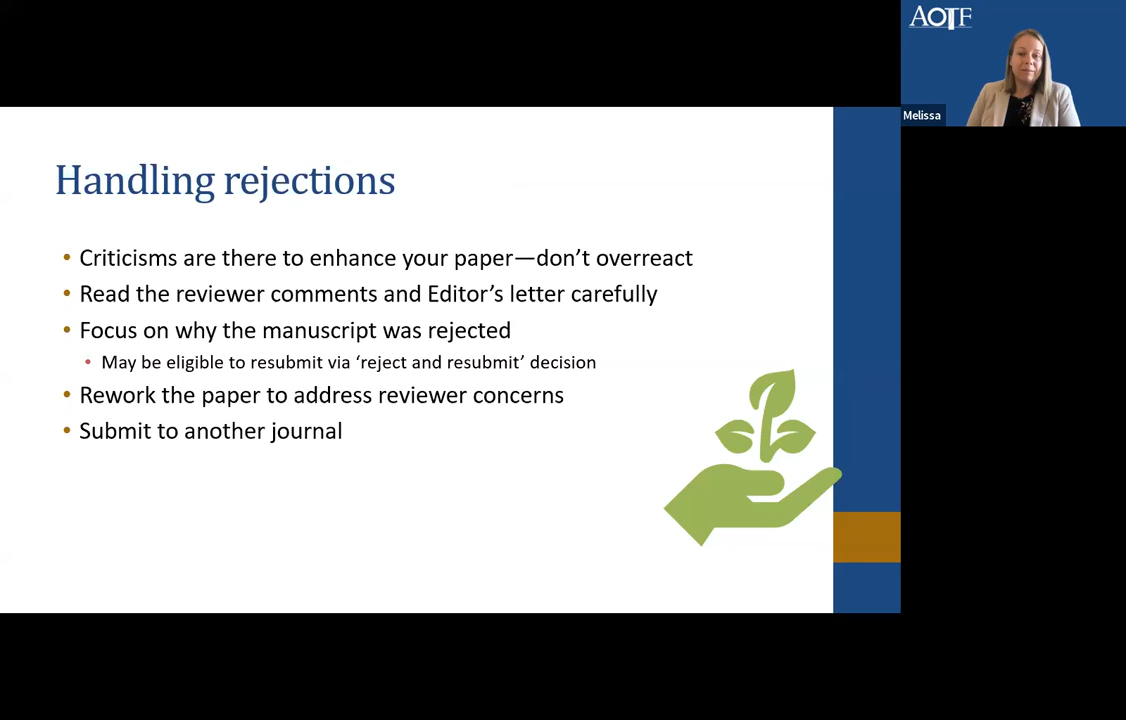 AOTF
Melissa
Handling rejections
• Criticisms are there to enhance your paper—don’t overreact
• Read the reviewer comments and Editor’s letter carefully
• Focus on why the manuscript was rejected
• May be eligible to resubmit via ‘reject and resubmit’ decision
• Rework the paper to address reviewer concerns
• Submit to another journal